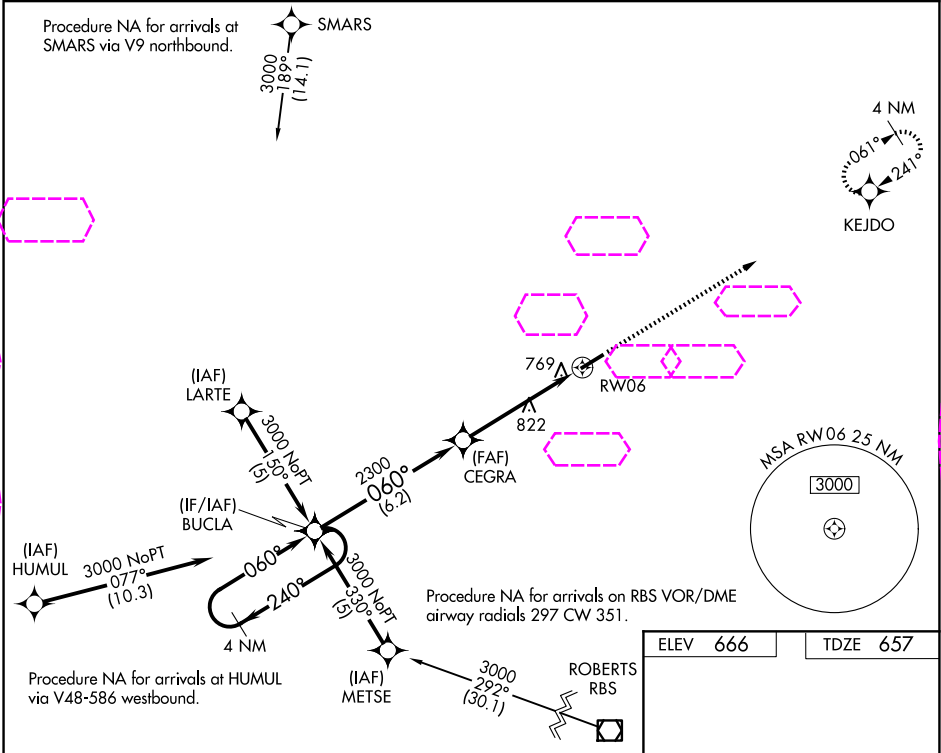 Procedure NA for arrivals at
SMARS via V9 northbound.
SMARS
3000
189°
(14.1)
4 NM
061°
241°
KEJDO
769
RW06
822
(IAF)
LARTE
3000 NoPT
150°
(5)
2300
060°
(6.2)
(FAF)
CEGRA
MSA RW06 25 NM
3000
(IF/IAF)
BUCLA
(IAF)
HUMUL
3000 NoPT
077°
(10.3)
060°
240°
4 NM
3000 NoPT
330°
(5)
Procedure NA for arrivals on RBS VOR/DME
airway radials 297 CW 351.
(IAF)
METSE
3000
292°
(30.1)
ROBERTS
RBS
Procedure NA for arrivals at HUMUL
via V48-586 westbound.
ELEV 666
TDZE 657